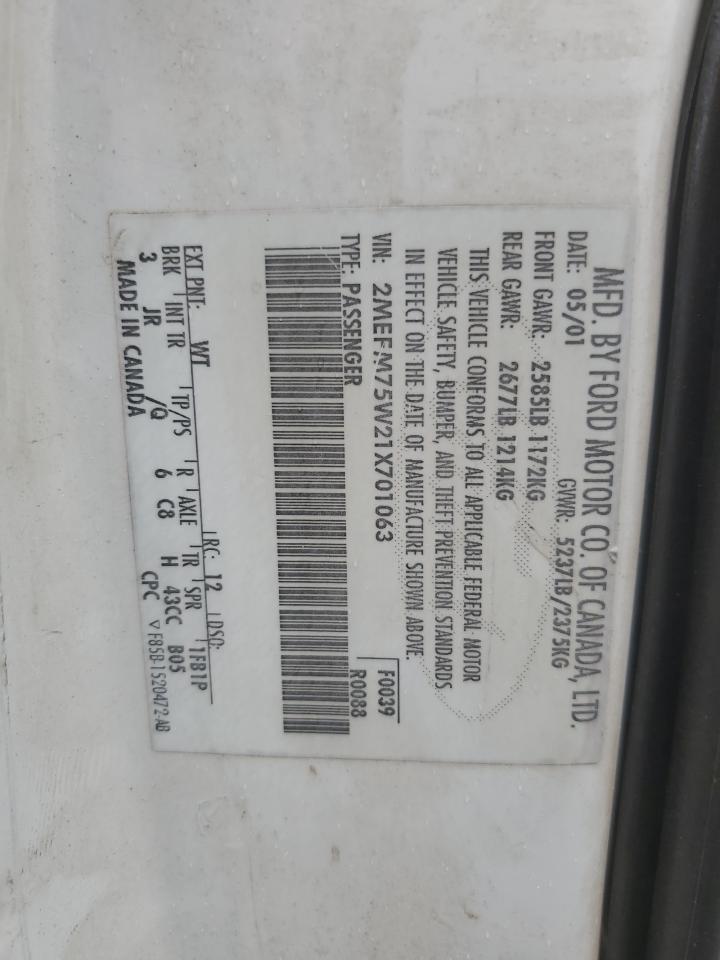 MFD. BY FORD MOTOR CO. OF CANADA, LTD.
DATE: 05/01 GVWR: 5237LB/2375KG
FRONT GAWR: 2585LB 1172KG
REAR GAWR: 2677LB 1214KG
THIS VEHICLE CONFORMS TO ALL APPLICABLE FEDERAL MOTOR
VEHICLE SAFETY, BUMPER, AND THEFT PREVENTION STANDARDS
IN EFFECT ON THE DATE OF MANUFACTURE SHOWN ABOVE.
VIN: 2MEFM75W21X701063 F0039
TYPE: PASSENGER R0088
EXT PNT: WT RC: 12 DSO:
BRK INT TR TP/PS R AXLE TR SPR 1FB1P
3 JR /Q 6 C8 H 43CC B05
MADE IN CANADA CPC ▽ F85B-1520472-AB